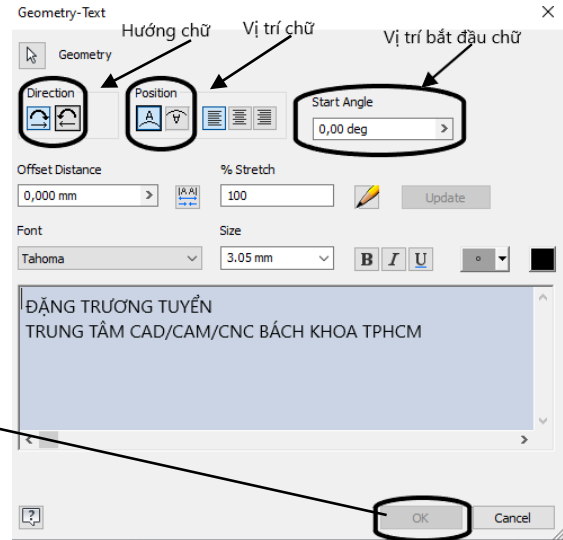 Geometry-Text
Hướng chữ
Vị trí chữ
Vị trí bắt đầu chữ
Geometry
Direction
Position
A A
Start Angle
0,00 deg >
Offset Distance
% Stretch
0,000 mm >
|A A|
100
Update
Font
Size
Tahoma
3.05 mm
B I U
ĐẶNG TRƯƠNG TUYỂN
TRUNG TÂM CAD/CAM/CNC BÁCH KHOA TPHCM
?
OK
Cancel